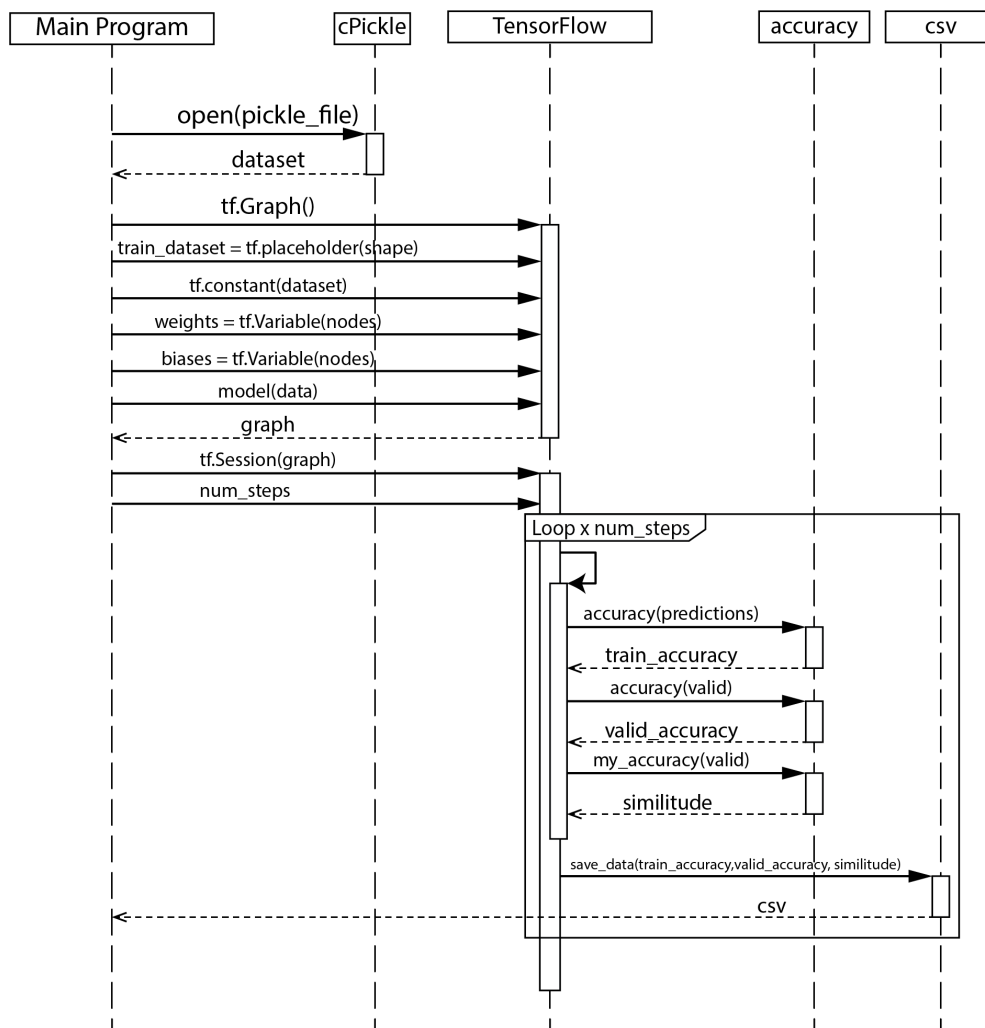 Main Program
cPickle
TensorFlow
accuracy
csv
open(pickle_file)
dataset
tf.Graph()
train_dataset = tf.placeholder(shape)
tf.constant(dataset)
weights = tf.Variable(nodes)
biases = tf.Variable(nodes)
model(data)
graph
tf.Session(graph)
num_steps
Loop x num_steps
accuracy(predictions)
train_accuracy
accuracy(valid)
valid_accuracy
my_accuracy(valid)
similitude
save_data(train_accuracy,valid_accuracy, similitude)
csv